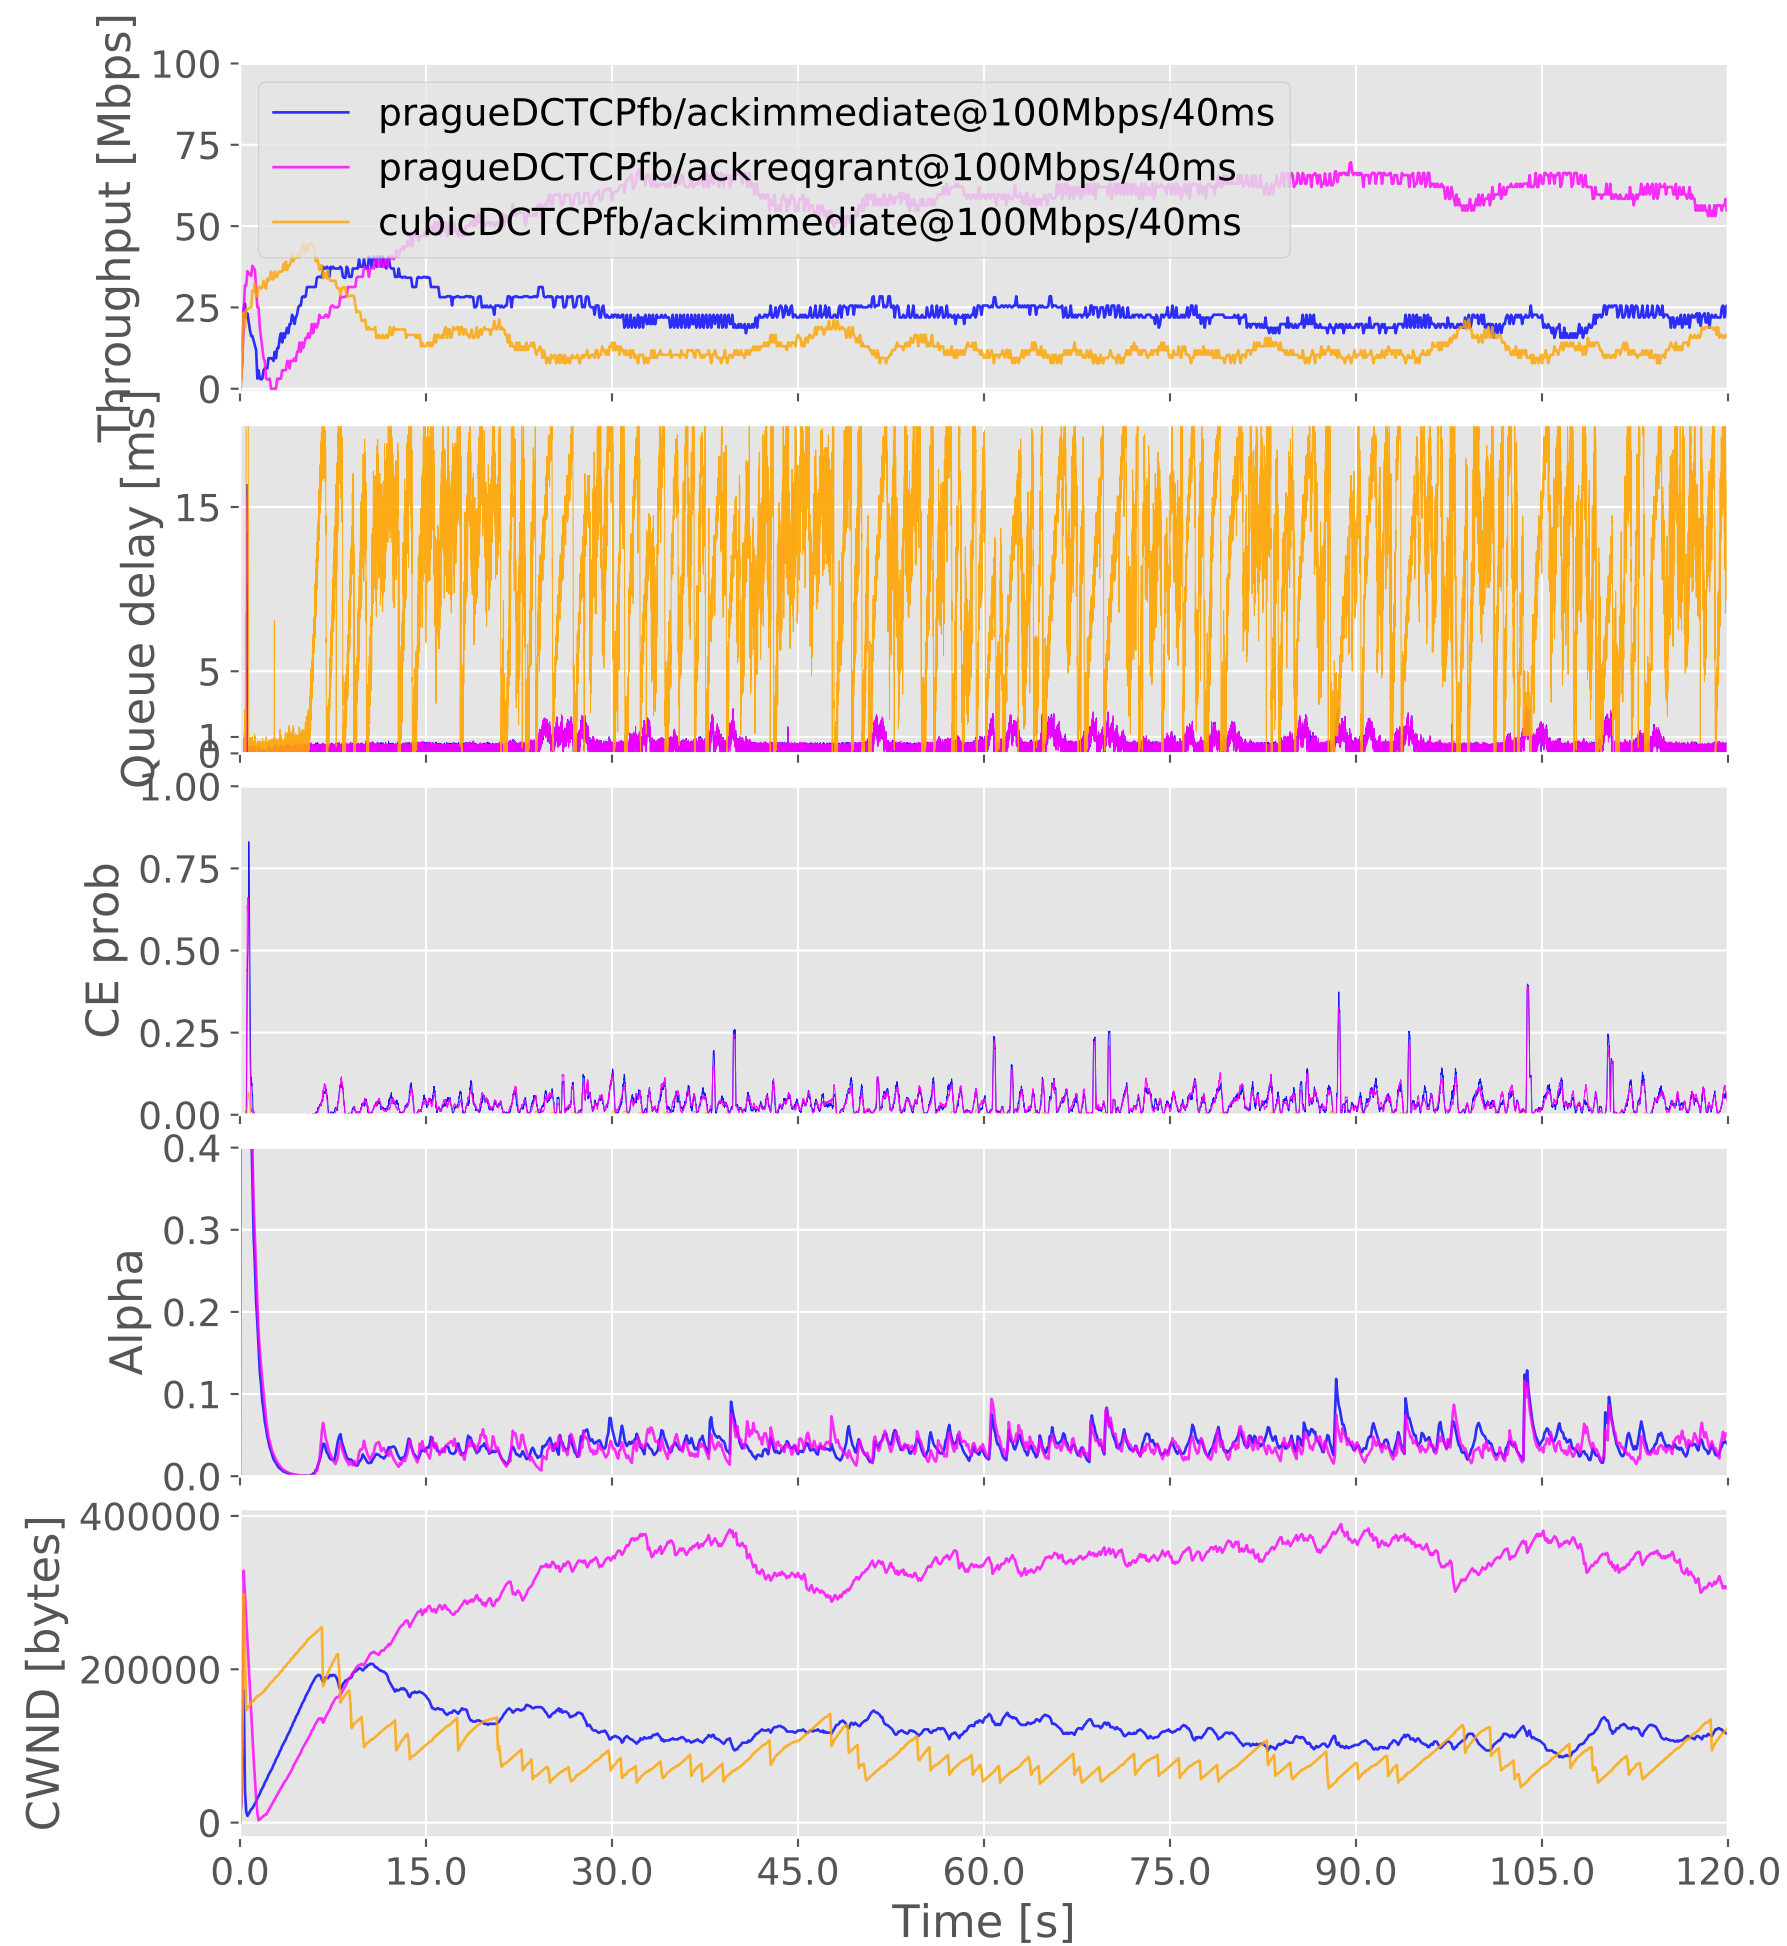 Throughput [Mbps]
100
75
50
25
0
pragueDCTCPfb/ackimmediate@100Mbps/40ms
pragueDCTCPfb/ackreqgrant@100Mbps/40ms
cubicDCTCPfb/ackimmediate@100Mbps/40ms
Queue delay [ms]
15
5
1
0
CE prob
1.00
0.75
0.50
0.25
0.00
Alpha
0.4
0.3
0.2
0.1
0.0
CWND [bytes]
400000
200000
0
0.0 15.0 30.0 45.0 60.0 75.0 90.0 105.0 120.0
Time [s]